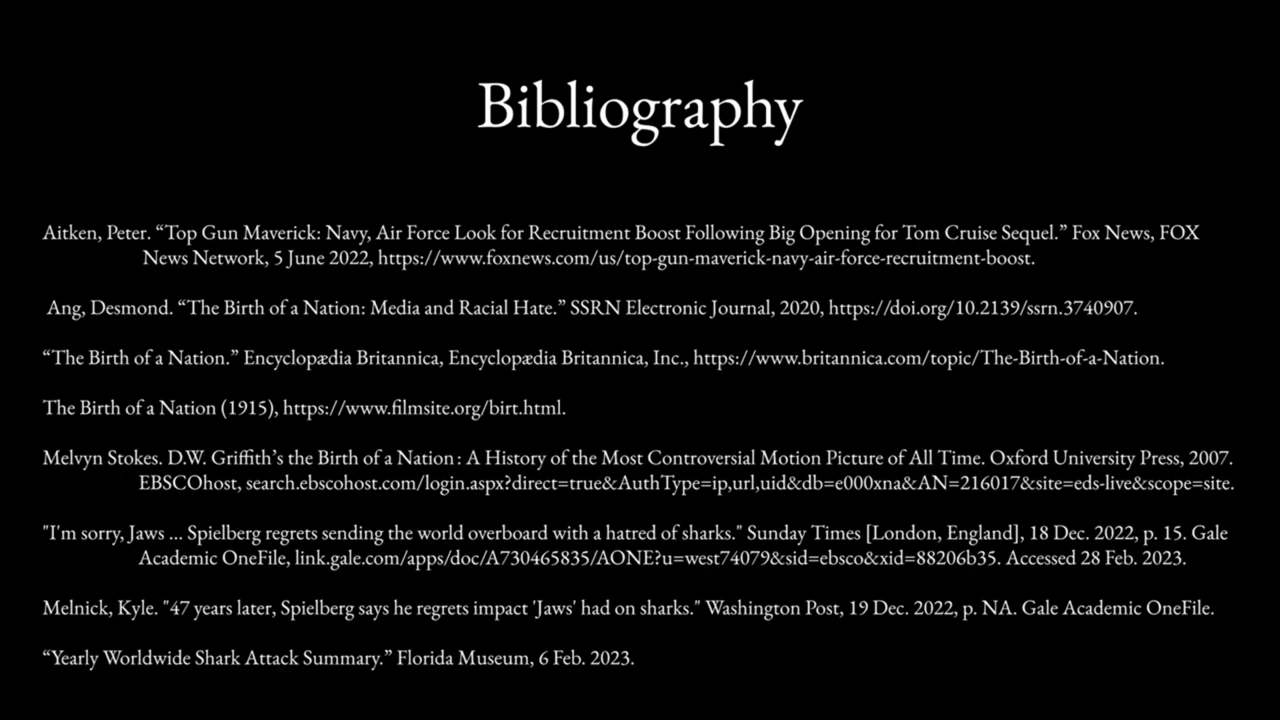 Bibliography
Aitken, Peter. “Top Gun Maverick: Navy, Air Force Look for Recruitment Boost Following Big Opening for Tom Cruise Sequel.” Fox News, FOX
News Network, 5 June 2022, https://www.foxnews.com/us/top-gun-maverick-navy-air-force-recruitment-boost.
Ang, Desmond. “The Birth of a Nation: Media and Racial Hate.” SSRN Electronic Journal, 2020, https://doi.org/10.2139/ssrn.3740907.
“The Birth of a Nation.” Encyclopædia Britannica, Encyclopædia Britannica, Inc., https://www.britannica.com/topic/The-Birth-of-a-Nation.
The Birth of a Nation (1915), https://www.filmsite.org/birt.html.
Melvyn Stokes. D.W. Griffith’s the Birth of a Nation : A History of the Most Controversial Motion Picture of All Time. Oxford University Press, 2007.
EBSCOhost, search.ebscohost.com/login.aspx?direct=true&AuthType=ip,url,uid&db=e000xna&AN=216017&site=eds-live&scope=site.
"I'm sorry, Jaws ... Spielberg regrets sending the world overboard with a hatred of sharks." Sunday Times [London, England], 18 Dec. 2022, p. 15. Gale
Academic OneFile, link.gale.com/apps/doc/A730465835/AONE?u=west74079&sid=ebsco&xid=88206b35. Accessed 28 Feb. 2023.
Melnick, Kyle. "47 years later, Spielberg says he regrets impact 'Jaws' had on sharks." Washington Post, 19 Dec. 2022, p. NA. Gale Academic OneFile.
“Yearly Worldwide Shark Attack Summary.” Florida Museum, 6 Feb. 2023.